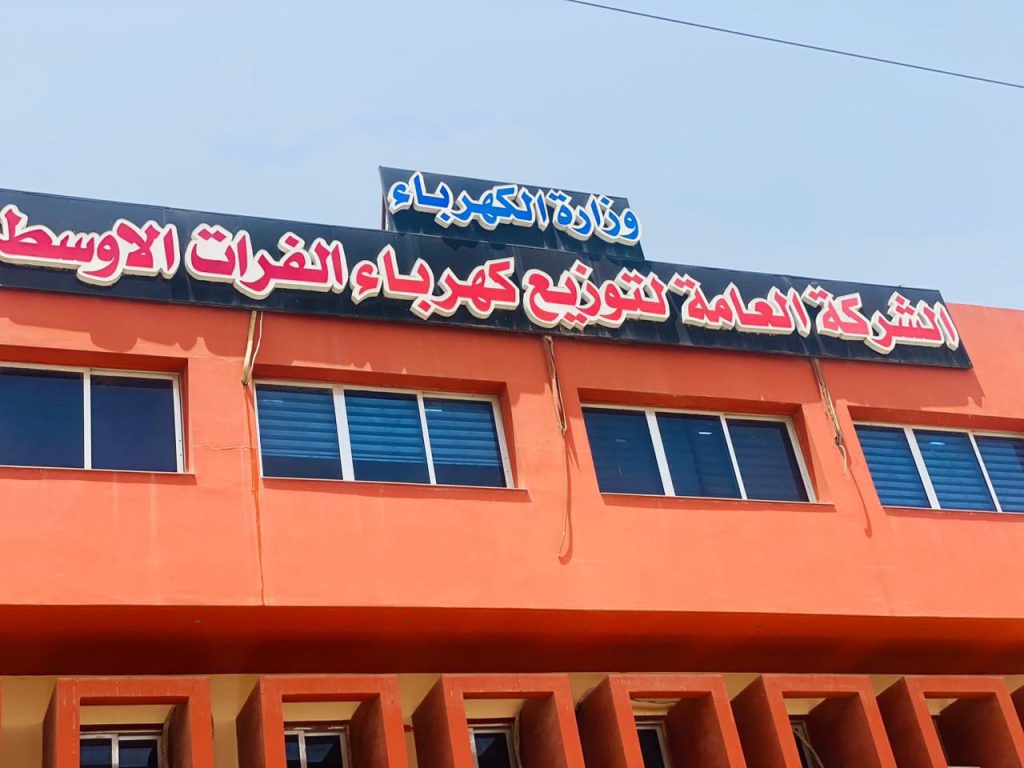 وزارة الكهرباء
الشركة العامة لتوزيع كهرباء الفرات الاوسط